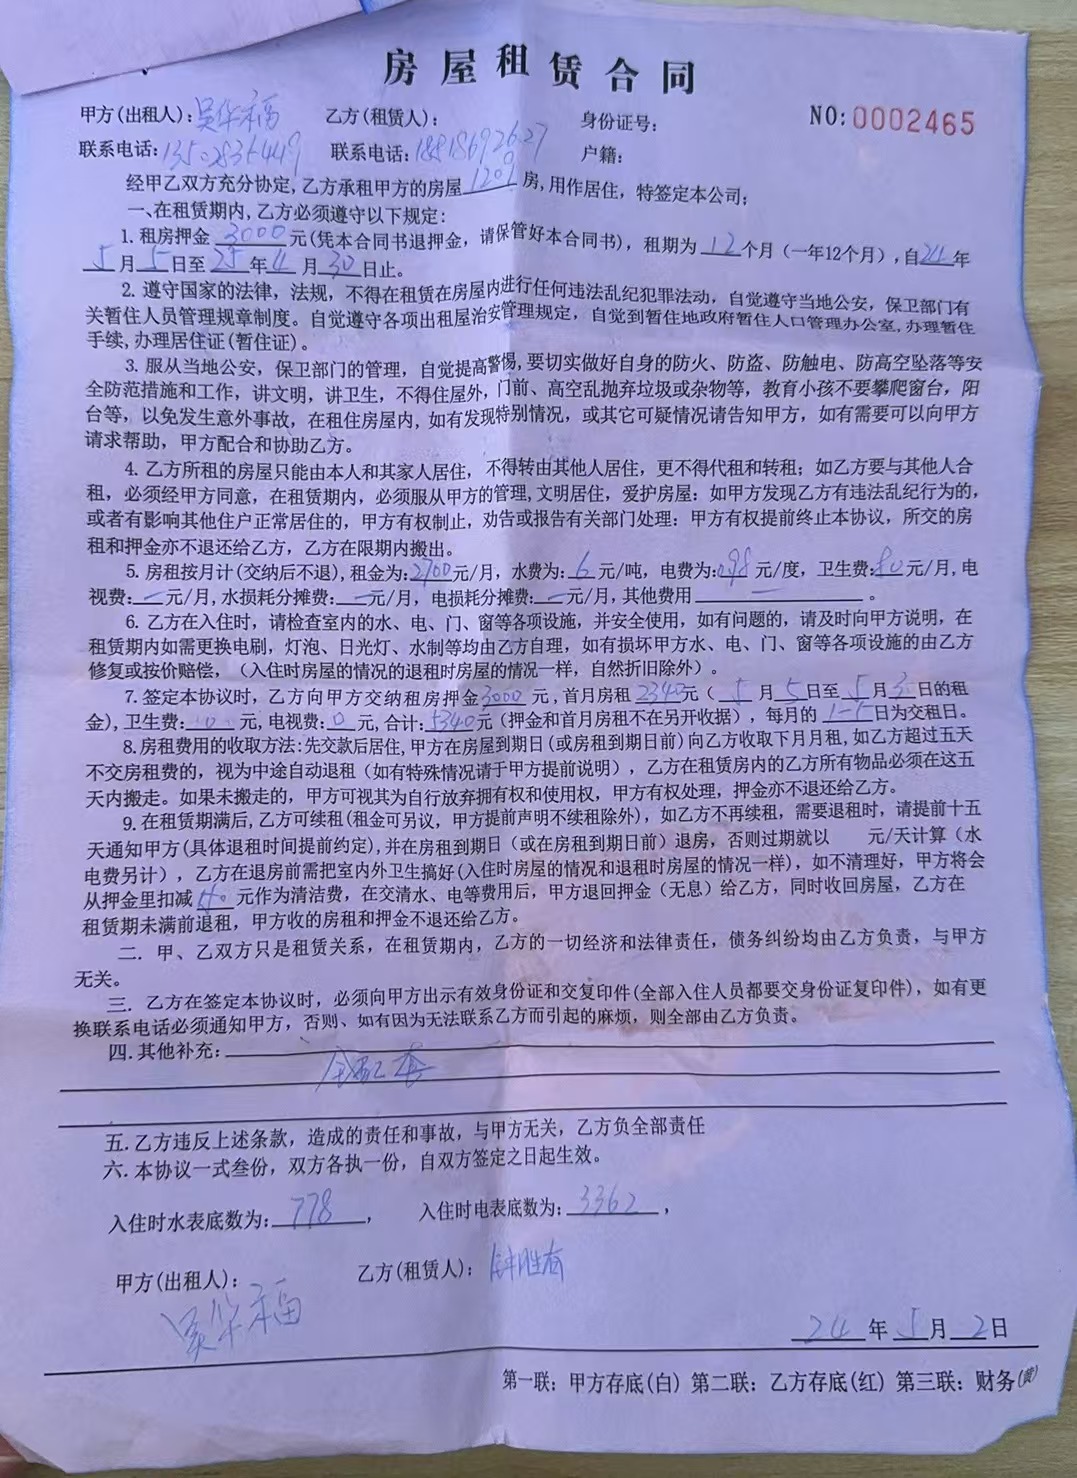 房屋租赁合同
NO:0002465
甲方(出租人):吴华福 乙方(租赁人): 身份证号:
联系电话: 联系电话: 户籍:
经甲乙双方充分协定,乙方承租甲方的房屋1209房,用作居住，特签定本公司；
一、在租赁期内,乙方必须遵守以下规定:
1.租房押金3000元(凭本合同书退押金，请保管好本合同书)，租期为12个月（一年12个月）,自24年
5月5日至25年4月30日止。
2.遵守国家的法律，法规，不得在租赁在房屋内进行任何违法乱纪犯罪法动，自觉遵守当地公安，保卫部门有
关暂住人员管理规章制度。自觉遵守各项出租屋治安管理规定，自觉到暂住地政府暂住人口管理办公室,办理暂住
手续,办理居住证(暂住证)。
3.服从当地公安，保卫部门的管理，自觉提高警惕,要切实做好自身的防火、防盗、防触电、防高空坠落等安
全防范措施和工作，讲文明，讲卫生，不得住屋外,门前、高空乱抛弃垃圾或杂物等，教育小孩不要攀爬窗台，阳
台等，以免发生意外事故，在租住房屋内,如有发现特别情况，或其它可疑情况请告知甲方，如有需要可以向甲方
请求帮助，甲方配合和协助乙方。
4.乙方所租的房屋只能由本人和其家人居住，不得转由其他人居住，更不得代租和转租；如乙方要与其他人合
租，必须经甲方同意，在租赁期内，必须服从甲方的管理,文明居住，爱护房屋：如甲方发现乙方有违法乱纪行为的，
或者有影响其他住户正常居住的，甲方有权制止，劝告或报告有关部门处理：甲方有权提前终止本协议，所交的房
租和押金亦不退还给乙方，乙方在限期内搬出。
5.房租按月计(交纳后不退),租金为:2700元/月，水费为:6元/吨，电费为:0.98元/度，卫生费:80元/月,电
视费:一元/月,水损耗分摊费:一元/月，电损耗分摊费:一元/月，其他费用一。
6.乙方在入住时，请检查室内的水、电、门、窗等各项设施，并安全使用，如有问题的，请及时向甲方说明，在
租赁期内如需更换电刷，灯泡、日光灯、水制等均由乙方自理，如有损坏甲方水、电、门、窗等各项设施的由乙方
修复或按价赔偿，（入住时房屋的情况的退租时房屋的情况一样，自然折旧除外）。
7.签定本协议时，乙方向甲方交纳租房押金3000元,首月房租2340元（5月5日至5月3日的租
金),卫生费:0元,电视费:0元,合计:5340元（押金和首月房租不在另开收据），每月的1-5日为交租日。
8.房租费用的收取方法:先交款后居住,甲方在房屋到期日(或房租到期日前)向乙方收取下月月租,如乙方超过五天
不交房租费的，视为中途自动退租（如有特殊情况请于甲方提前说明），乙方在租赁房内的乙方所有物品必须在这五
天内搬走。如果未搬走的，甲方可视其为自行放弃拥有权和使用权，甲方有权处理，押金亦不退还给乙方。
9.在租赁期满后,乙方可续租(租金可另议，甲方提前声明不续租除外)，如乙方不再续租，需要退租时，请提前十五
天通知甲方(具体退租时间提前约定),并在房租到期日（或在房租到期日前）退房，否则过期就以 元/天计算（水
电费另计），乙方在退房前需把室内外卫生搞好(入住时房屋的情况和退租时房屋的情况一样)，如不清理好，甲方将会
从押金里扣减元作为清洁费，在交清水、电等费用后，甲方退回押金（无息）给乙方，同时收回房屋，乙方在
租赁期未满前退租，甲方收的房租和押金不退还给乙方。
二.甲、乙双方只是租赁关系，在租赁期内，乙方的一切经济和法律责任，债务纠纷均由乙方负责，与甲方
无关。
三.乙方在签定本协议时，必须向甲方出示有效身份证和交复印件(全部入住人员都要交身份证复印件)，如有更
换联系电话必须通知甲方，否则、如有因为无法联系乙方而引起的麻烦，则全部由乙方负责。
四.其他补充:
五.乙方违反上述条款，造成的责任和事故，与甲方无关，乙方负全部责任
六.本协议一式叁份，双方各执一份，自双方签定之日起生效。
入住时水表底数为:778， 入住时电表底数为:3362，
甲方(出租人): 乙方(租赁人):钟胜有
吴华福
24年5月2日
第一联：甲方存底(白) 第二联：乙方存底(红) 第三联：财务(黄)